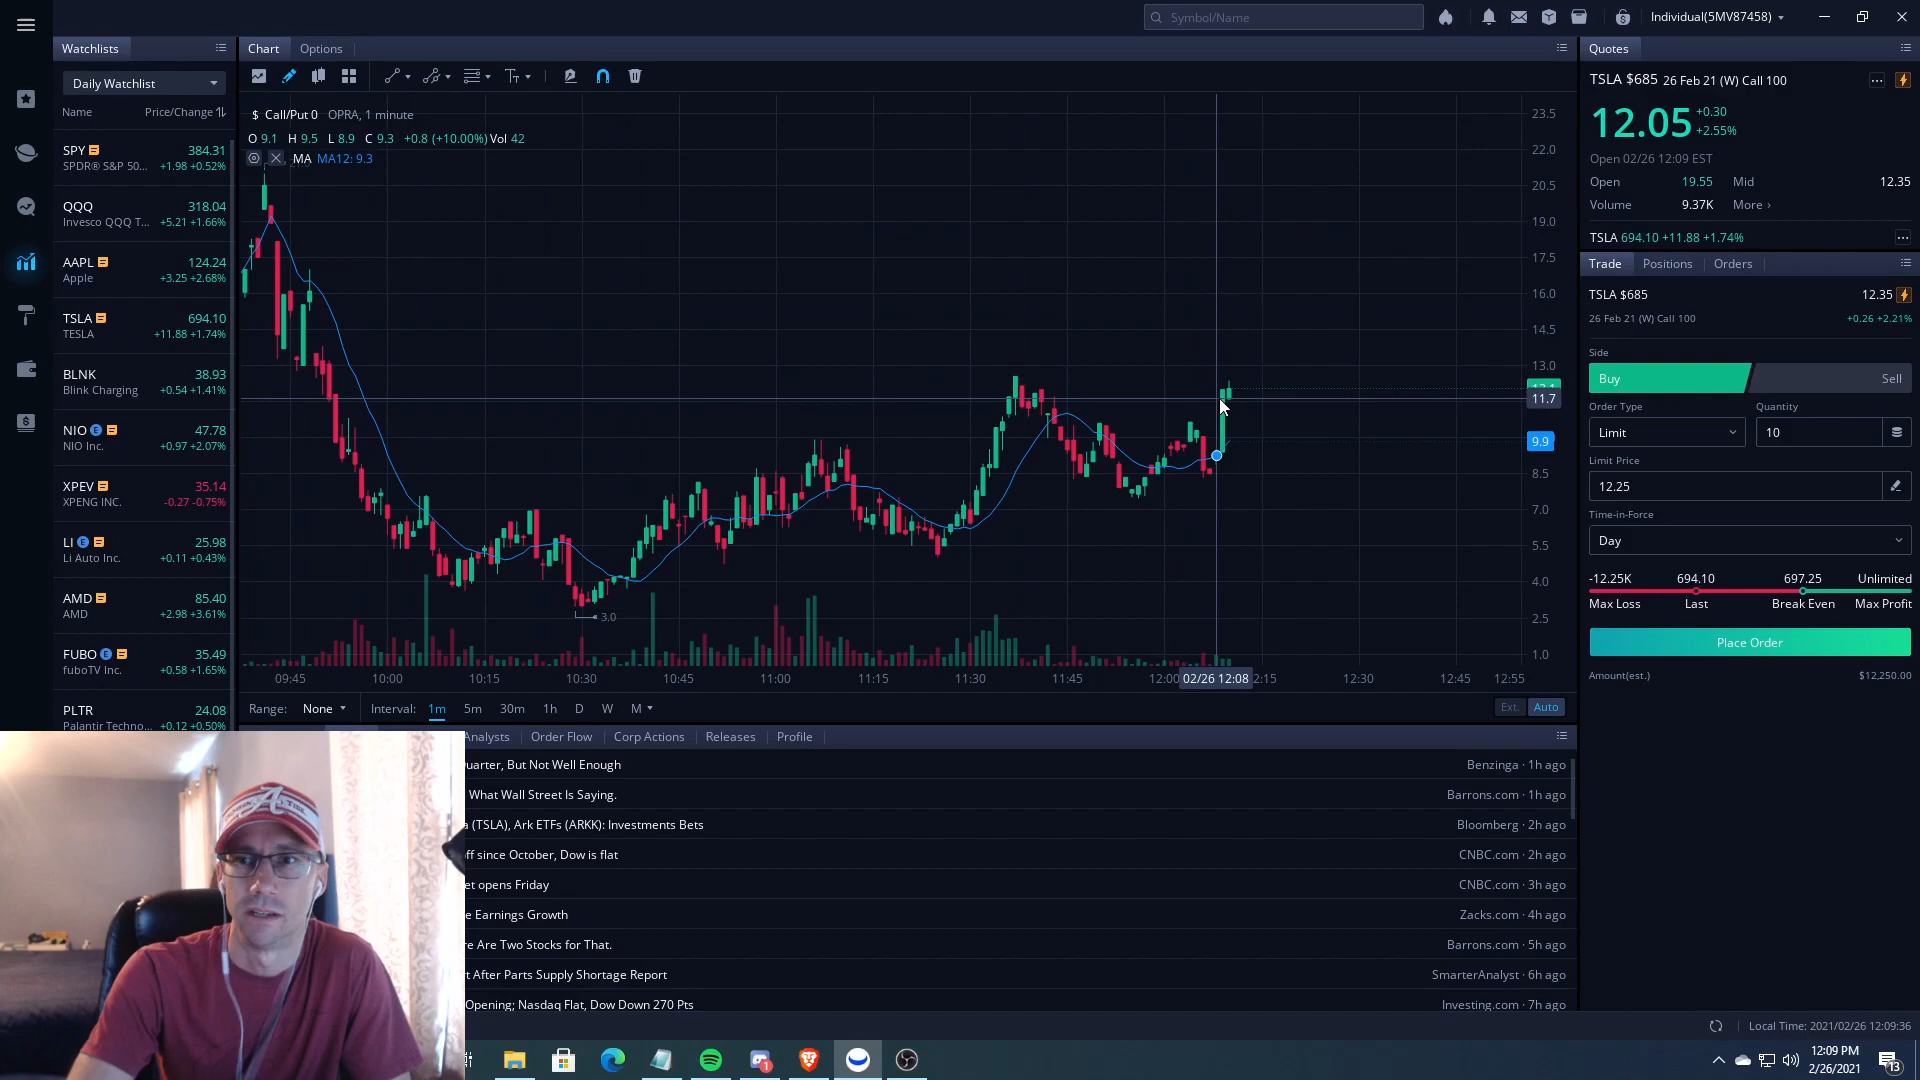 Symbol/Name
Individual(5MV87458)
Watchlists
Daily Watchlist
Name Price/Change
SPY 384.31
SPDR® S&P 50... +1.98 +0.52%
QQQ 318.04
Invesco QQQ T... +5.21 +1.66%
AAPL 124.24
Apple +3.25 +2.68%
TSLA 694.10
TESLA +11.88 +1.74%
BLNK 38.93
Blink Charging +0.54 +1.41%
NIO E 47.78
NIO Inc. +0.97 +2.07%
XPEV 35.14
XPENG INC. -0.27 -0.75%
LI E 25.98
Li Auto Inc. +0.11 +0.43%
AMD 85.40
AMD +2.98 +3.61%
FUBO E 35.49
fuboTV Inc. +0.58 +1.65%
PLTR 24.08
Palantir Techno... +0.12 +0.50%
Chart Options
$ Call/Put 0 OPRA, 1 minute
O 9.1 H 9.5 L 8.9 C 9.3 +0.8 (+10.00%) Vol 42
MA MA12: 9.3
23.5
22.0
20.5
19.0
17.5
16.0
14.5
13.0
11.7
9.9
8.5
7.0
5.5
4.0
2.5
1.0
3.0
09:45 10:00 10:15 10:30 10:45 11:00 11:15 11:30 11:45 12:00 02/26 12:08 2:15 12:30 12:45 12:55
Range: None Interval: 1m 5m 30m 1h D W M Ext. Auto
Analysts Order Flow Corp Actions Releases Profile
uarter, But Not Well Enough Benzinga · 1h ago
What Wall Street Is Saying. Barrons.com · 1h ago
a (TSLA), Ark ETFs (ARKK): Investments Bets Bloomberg · 2h ago
off since October, Dow is flat CNBC.com · 2h ago
et opens Friday CNBC.com · 3h ago
e Earnings Growth Zacks.com · 4h ago
re Are Two Stocks for That. Barrons.com · 5h ago
t After Parts Supply Shortage Report SmarterAnalyst · 6h ago
Opening; Nasdaq Flat, Dow Down 270 Pts Investing.com · 7h ago
Quotes
TSLA $685 26 Feb 21 (W) Call 100
12.05 +0.30
+2.55%
Open 02/26 12:09 EST
Open 19.55 Mid 12.35
Volume 9.37K More ›
TSLA 694.10 +11.88 +1.74%
Trade Positions Orders
TSLA $685 12.35
26 Feb 21 (W) Call 100 +0.26 +2.21%
Side
Buy Sell
Order Type Quantity
Limit 10
Limit Price
12.25
Time-in-Force
Day
-12.25K 694.10 697.25 Unlimited
Max Loss Last Break Even Max Profit
Place Order
Amount(est.) $12,250.00
Local Time: 2021/02/26 12:09:36
12:09 PM
2/26/2021
13
1
A